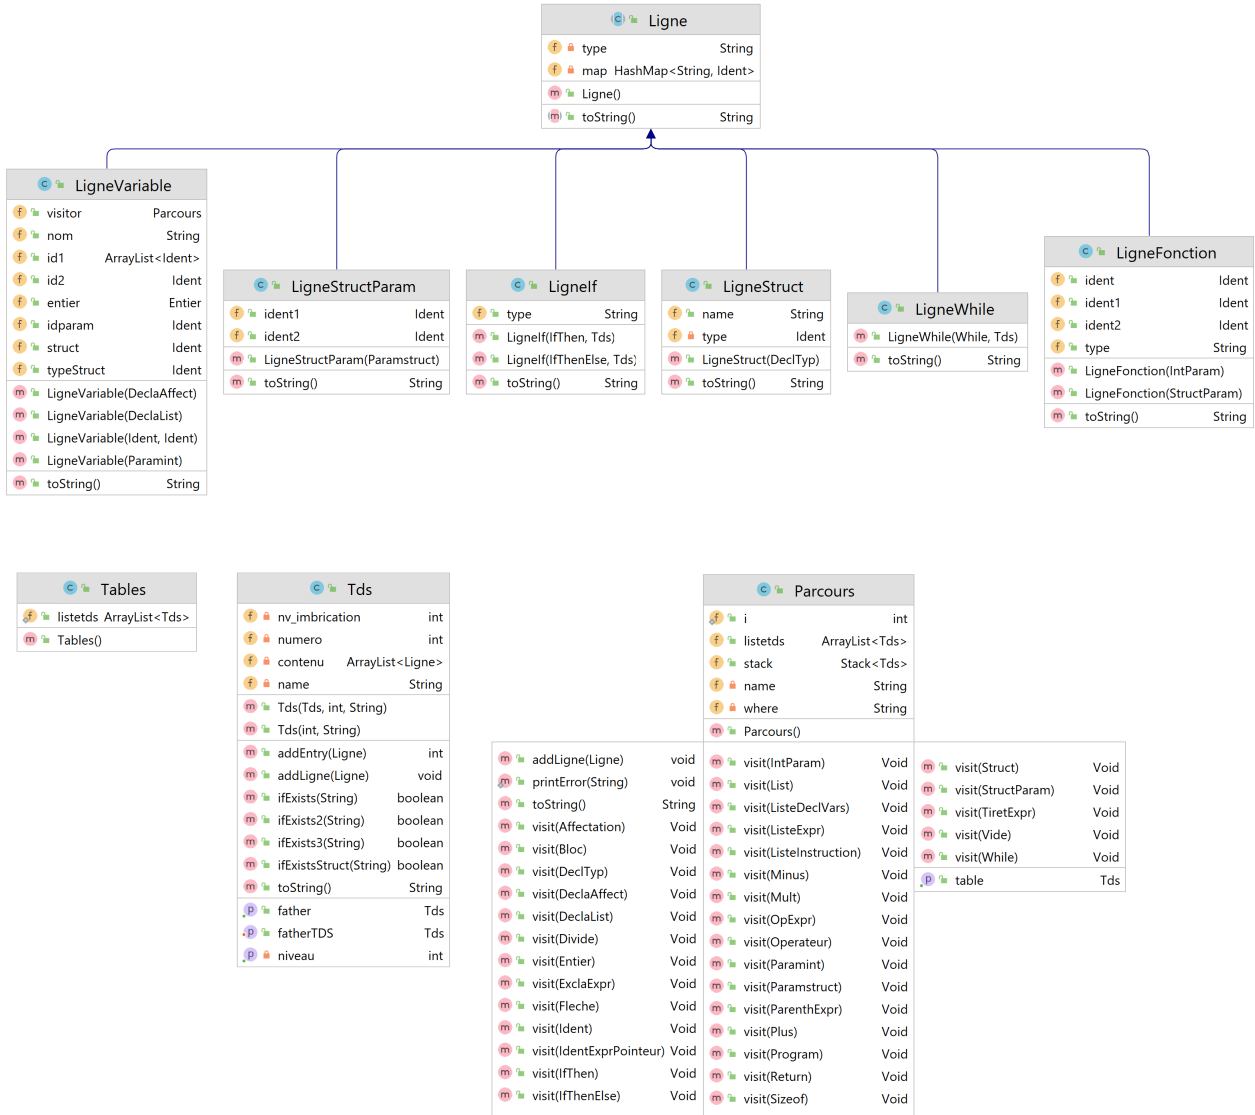 Ligne
type String
map HashMap<String, Ident>
Ligne()
toString() String
LigneVariable
visitor Parcours
nom String
id1 ArrayList<Ident>
id2 Ident
entier Entier
idparam Ident
struct Ident
typeStruct Ident
LigneVariable(DeclaAffect)
LigneVariable(DeclaList)
LigneVariable(Ident, Ident)
LigneVariable(Paramint)
toString() String
LigneStructParam
ident1 Ident
ident2 Ident
LigneStructParam(Paramstruct)
toString() String
LigneIf
type String
LigneIf(IfThen, Tds)
LigneIf(IfThenElse, Tds)
toString() String
LigneStruct
name String
type Ident
LigneStruct(DeclTyp)
toString() String
LigneWhile
LigneWhile(While, Tds)
toString() String
LigneFonction
ident Ident
ident1 Ident
ident2 Ident
type String
LigneFonction(IntParam)
LigneFonction(StructParam)
toString() String
Tables
listetds ArrayList<Tds>
Tables()
Tds
nv_imbrication int
numero int
contenu ArrayList<Ligne>
name String
Tds(Tds, int, String)
Tds(int, String)
addEntry(Ligne) int
addLigne(Ligne) void
ifExists(String) boolean
ifExists2(String) boolean
ifExists3(String) boolean
ifExistsStruct(String) boolean
toString() String
father Tds
fatherTDS Tds
niveau int
Parcours
i int
listetds ArrayList<Tds>
stack Stack<Tds>
name String
where String
Parcours()
addLigne(Ligne) void
printError(String) void
toString() String
visit(Affectation) Void
visit(Bloc) Void
visit(DeclTyp) Void
visit(DeclaAffect) Void
visit(DeclaList) Void
visit(Divide) Void
visit(Entier) Void
visit(ExclaExpr) Void
visit(Fleche) Void
visit(Ident) Void
visit(IdentExprPointeur) Void
visit(IfThen) Void
visit(IfThenElse) Void
visit(IntParam) Void
visit(List) Void
visit(ListeDeclVars) Void
visit(ListeExpr) Void
visit(ListeInstruction) Void
visit(Minus) Void
visit(Mult) Void
visit(OpExpr) Void
visit(Operateur) Void
visit(Paramint) Void
visit(Paramstruct) Void
visit(ParenthExpr) Void
visit(Plus) Void
visit(Program) Void
visit(Return) Void
visit(Sizeof) Void
visit(Struct) Void
visit(StructParam) Void
visit(TiretExpr) Void
visit(Vide) Void
visit(While) Void
table Tds